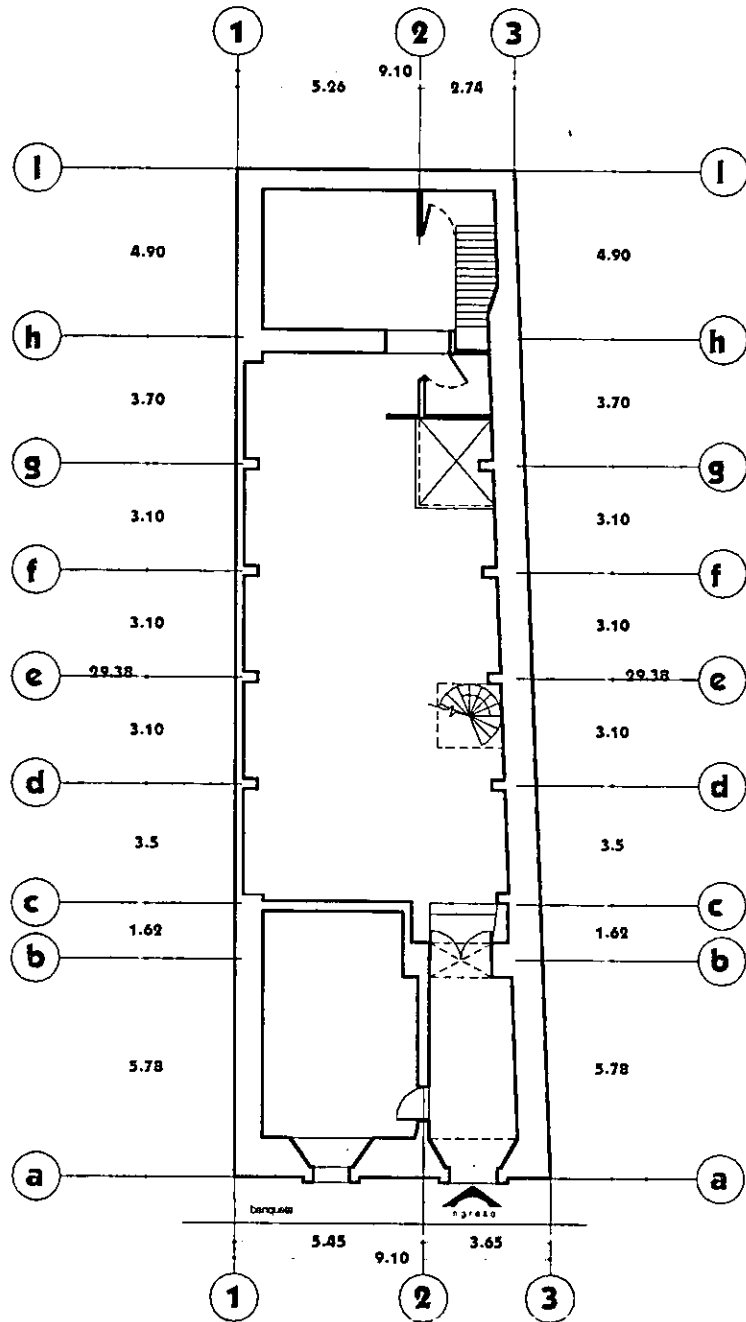 1 2 3
9.10
5.26 2.74
l l
4.90 4.90
h h
3.70 3.70
g g
3.10 3.10
f f
3.10 3.10
e e
29.38 29.38
3.10 3.10
d d
3.5 3.5
c c
1.62 1.62
b b
5.78 5.78
a a
banqueta
ingreso
5.45 3.65
9.10
1 2 3